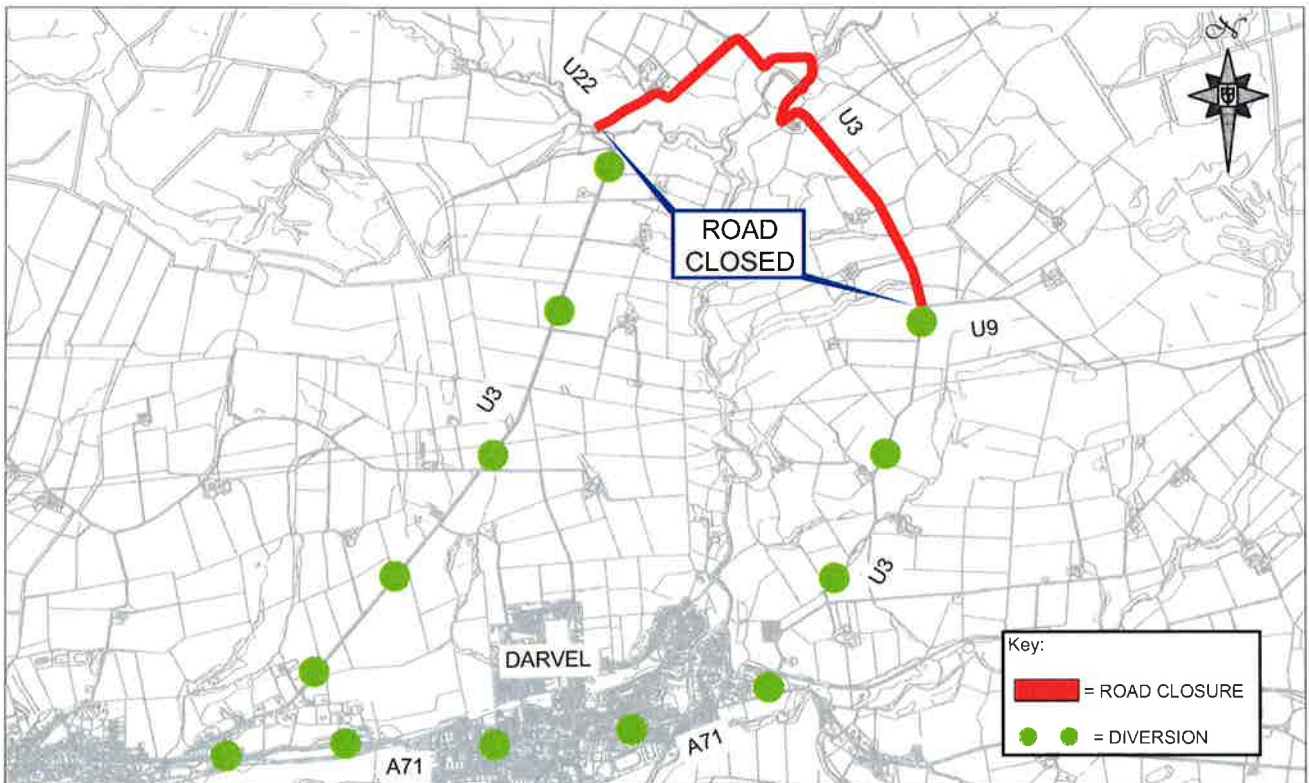 U22
U3
ROAD
CLOSED
U9
U3
U3
DARVEL
A71
A71
Key:
= ROAD CLOSURE
= DIVERSION